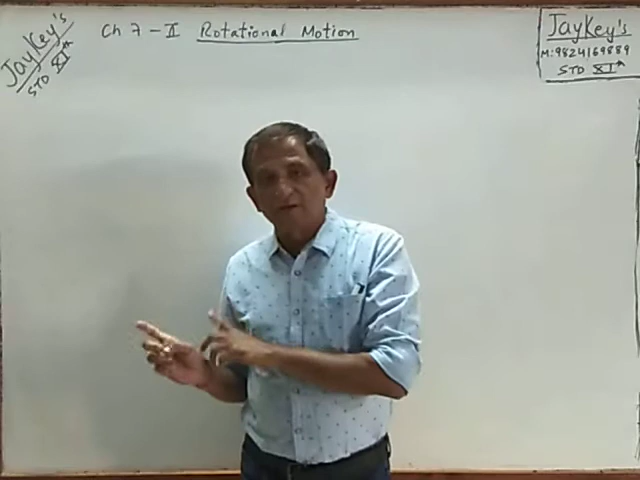 JayKey's
STD XIth
Ch 7 - II Rotational Motion
JayKey's
M:9824169889
STD XIth